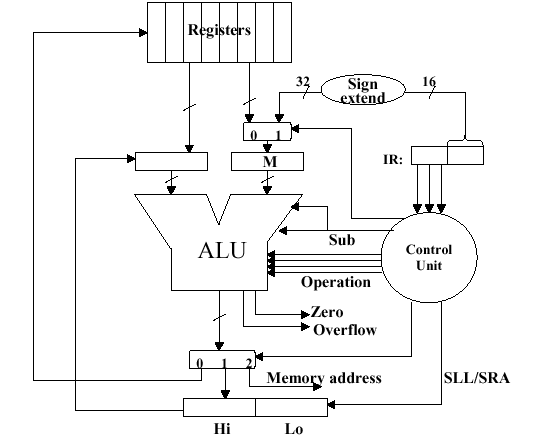 Registers
32
Sign
16
extend
0 1
M
IR:
ALU
Sub
Control
Unit
Operation
Zero
Overflow
0 1 2
Memory address
SLL/SRA
Hi
Lo